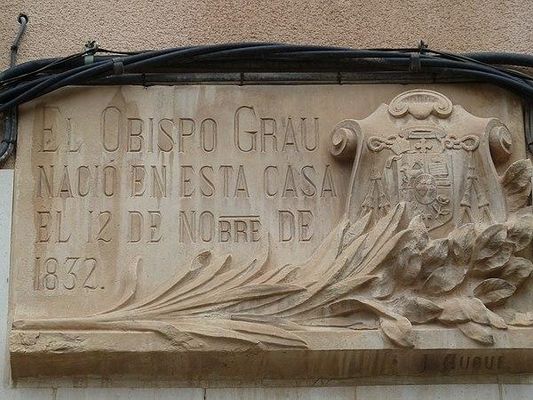 El Obispo Grau
nació en esta casa
el 12 de Nobre de
1832.